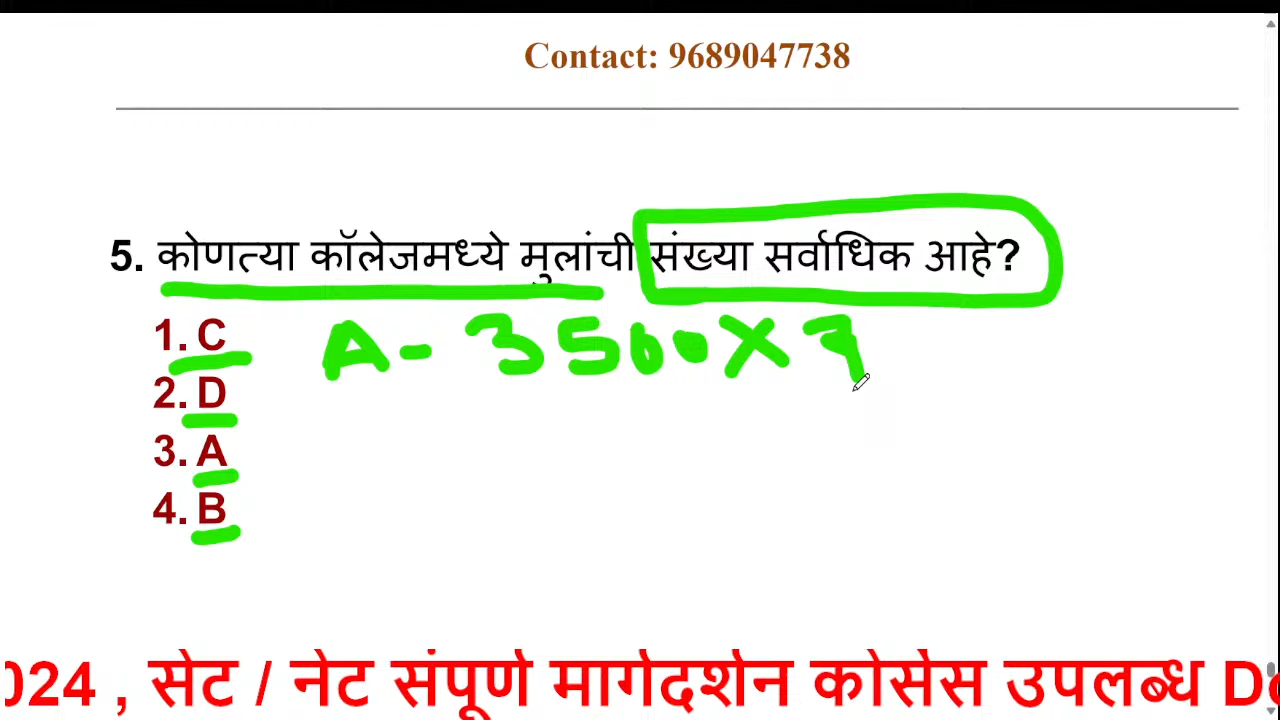 Contact: 9689047738
5. कोणत्या कॉलेजमध्ये मुलांची संख्या सर्वाधिक आहे?
1. C
A - 3500 X 7
2. D
3. A
4. B
024 , सेट / नेट संपूर्ण मार्गदर्शन कोर्सेस उपलब्ध